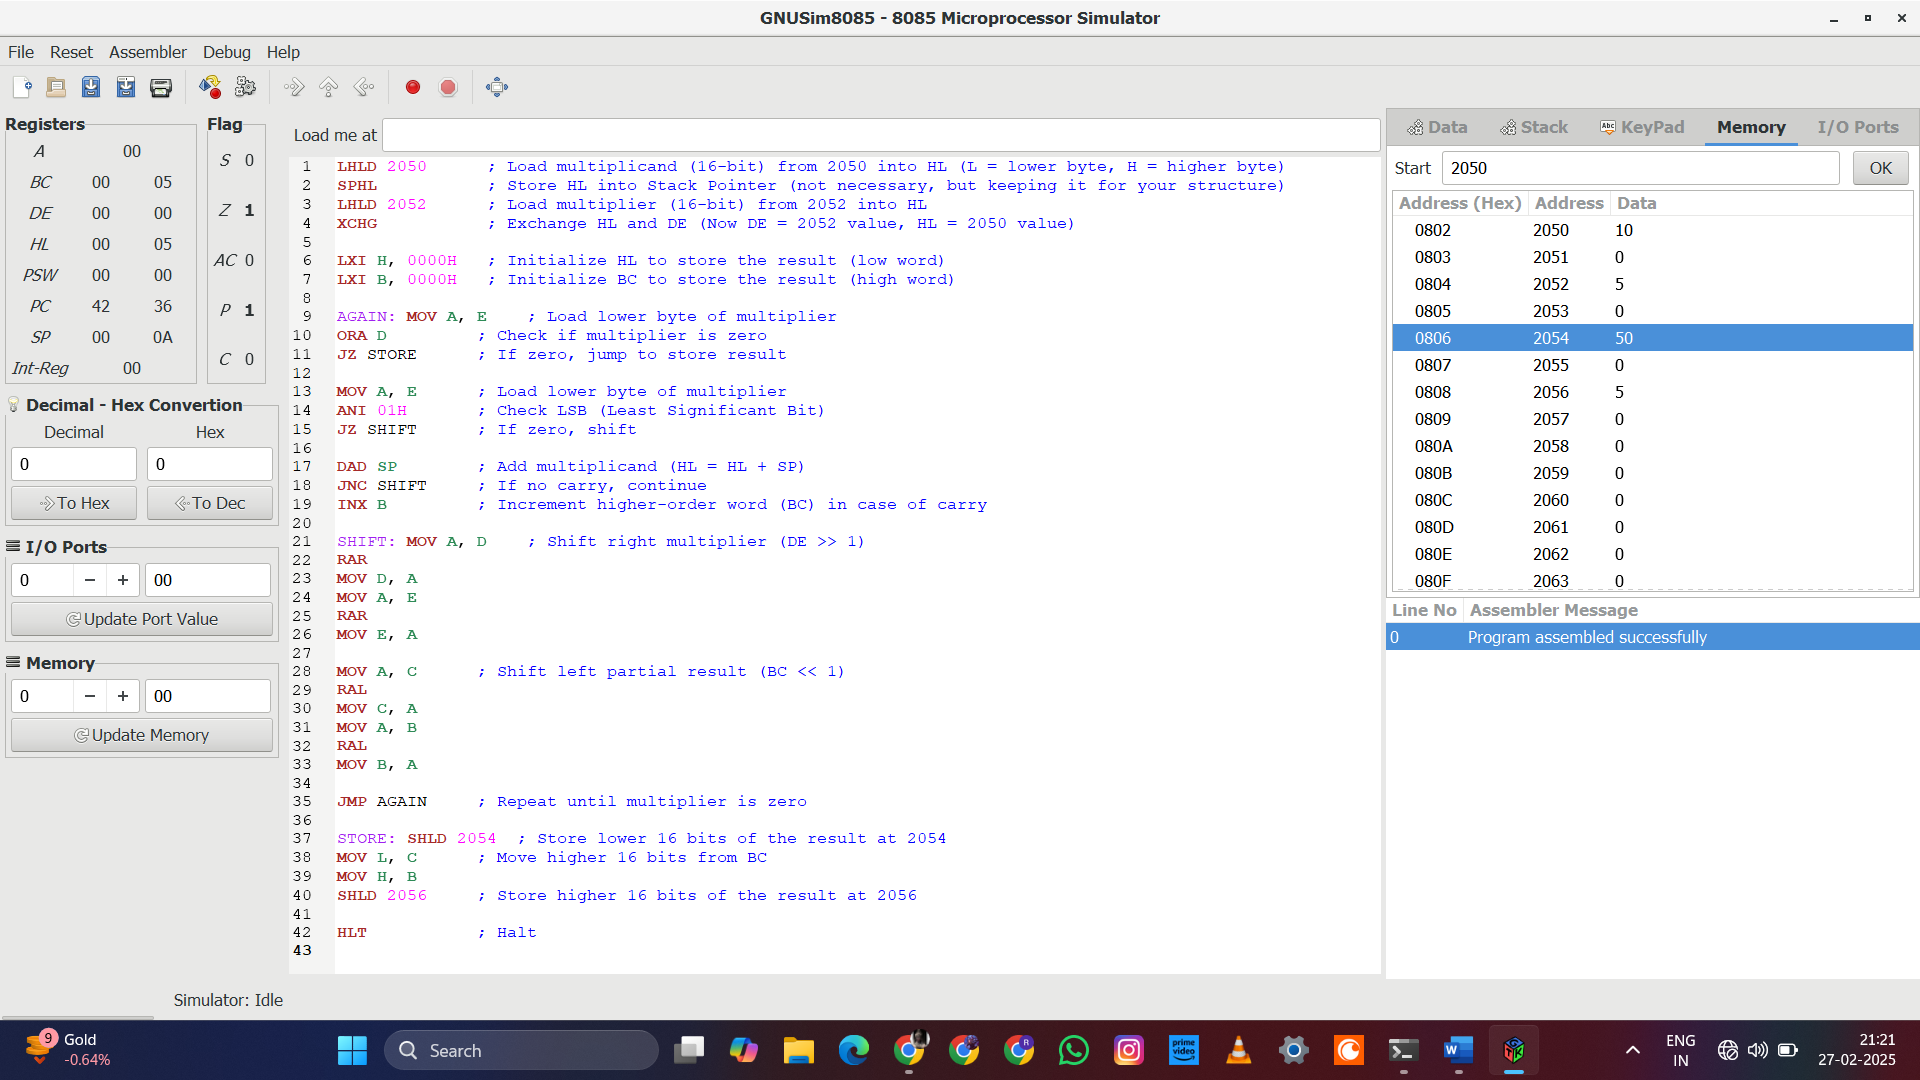 GNUSim8085 - 8085 Microprocessor Simulator
File Reset Assembler Debug Help
Registers
A 00
BC 00 05
DE 00 00
HL 00 05
PSW 00 00
PC 42 36
SP 00 0A
Int-Reg 00
Flag
S 0
Z 1
AC 0
P 1
C 0
Decimal - Hex Convertion
Decimal Hex
0 0
To Hex To Dec
I/O Ports
0 − + 00
Update Port Value
Memory
0 − + 00
Update Memory
Load me at
1 LHLD 2050 ; Load multiplicand (16-bit) from 2050 into HL (L = lower byte, H = higher byte)
2 SPHL ; Store HL into Stack Pointer (not necessary, but keeping it for your structure)
3 LHLD 2052 ; Load multiplier (16-bit) from 2052 into HL
4 XCHG ; Exchange HL and DE (Now DE = 2052 value, HL = 2050 value)
5
6 LXI H, 0000H ; Initialize HL to store the result (low word)
7 LXI B, 0000H ; Initialize BC to store the result (high word)
8
9 AGAIN: MOV A, E ; Load lower byte of multiplier
10 ORA D ; Check if multiplier is zero
11 JZ STORE ; If zero, jump to store result
12
13 MOV A, E ; Load lower byte of multiplier
14 ANI 01H ; Check LSB (Least Significant Bit)
15 JZ SHIFT ; If zero, shift
16
17 DAD SP ; Add multiplicand (HL = HL + SP)
18 JNC SHIFT ; If no carry, continue
19 INX B ; Increment higher-order word (BC) in case of carry
20
21 SHIFT: MOV A, D ; Shift right multiplier (DE >> 1)
22 RAR
23 MOV D, A
24 MOV A, E
25 RAR
26 MOV E, A
27
28 MOV A, C ; Shift left partial result (BC << 1)
29 RAL
30 MOV C, A
31 MOV A, B
32 RAL
33 MOV B, A
34
35 JMP AGAIN ; Repeat until multiplier is zero
36
37 STORE: SHLD 2054 ; Store lower 16 bits of the result at 2054
38 MOV L, C ; Move higher 16 bits from BC
39 MOV H, B
40 SHLD 2056 ; Store higher 16 bits of the result at 2056
41
42 HLT ; Halt
43
Data Stack Abc KeyPad Memory I/O Ports
Start 2050 OK
Address (Hex) Address Data
0802 2050 10
0803 2051 0
0804 2052 5
0805 2053 0
0806 2054 50
0807 2055 0
0808 2056 5
0809 2057 0
080A 2058 0
080B 2059 0
080C 2060 0
080D 2061 0
080E 2062 0
080F 2063 0
Line No Assembler Message
0 Program assembled successfully
Simulator: Idle
9 Gold
-0.64%
Search
prime video
ENG
IN
21:21
27-02-2025